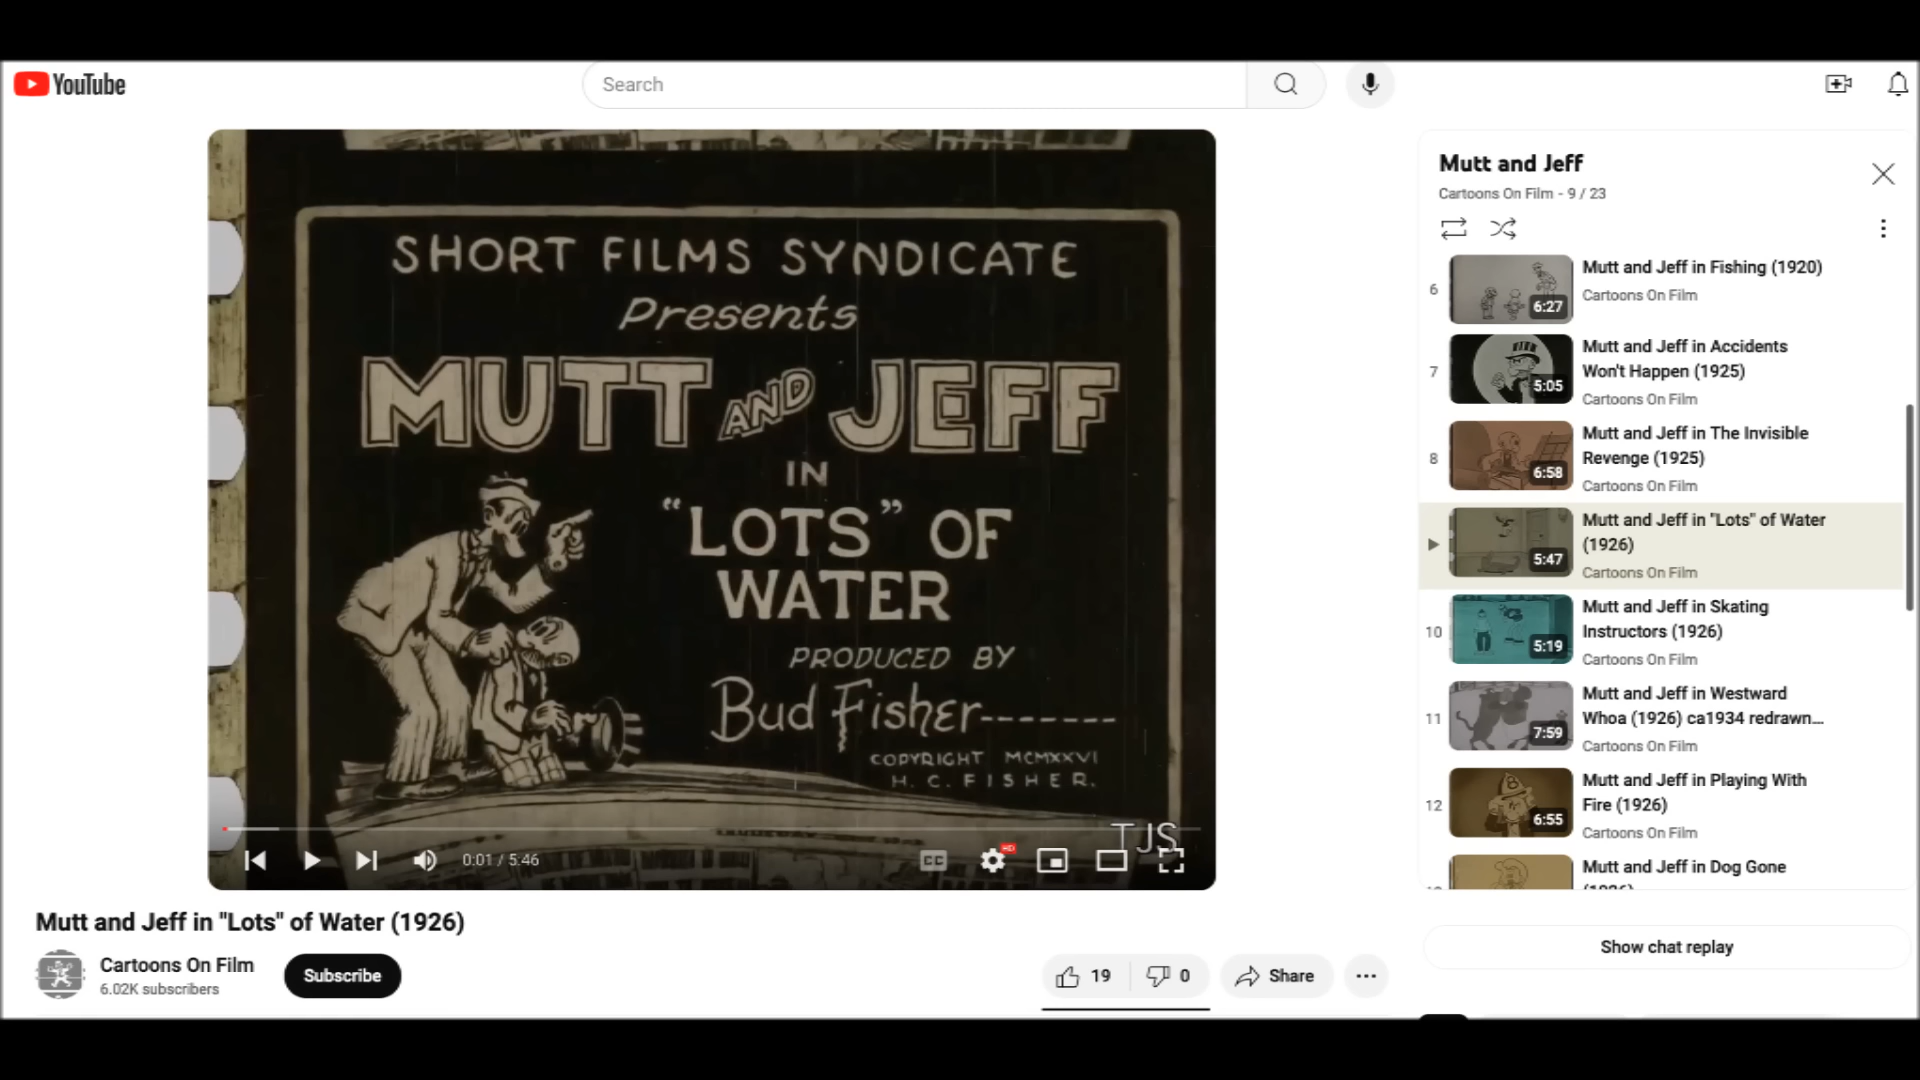 YouTube
Search
SHORT FILMS SYNDICATE
Presents
MUTT AND JEFF
IN
"LOTS" OF
WATER
PRODUCED BY
Bud Fisher-------
COPYRIGHT MCMXXVI
H. C. FISHER.
TJS
0:01 / 5:46
CC
HD
Mutt and Jeff in "Lots" of Water (1926)
Cartoons On Film
6.02K subscribers
Subscribe
19
0
Share
Mutt and Jeff
Cartoons On Film - 9 / 23
6
6:27
Mutt and Jeff in Fishing (1920)
Cartoons On Film
7
5:05
Mutt and Jeff in Accidents
Won't Happen (1925)
Cartoons On Film
8
6:58
Mutt and Jeff in The Invisible
Revenge (1925)
Cartoons On Film
5:47
Mutt and Jeff in "Lots" of Water
(1926)
Cartoons On Film
10
5:19
Mutt and Jeff in Skating
Instructors (1926)
Cartoons On Film
11
7:59
Mutt and Jeff in Westward
Whoa (1926) ca1934 redrawn...
Cartoons On Film
12
6:55
Mutt and Jeff in Playing With
Fire (1926)
Cartoons On Film
Mutt and Jeff in Dog Gone
Show chat replay